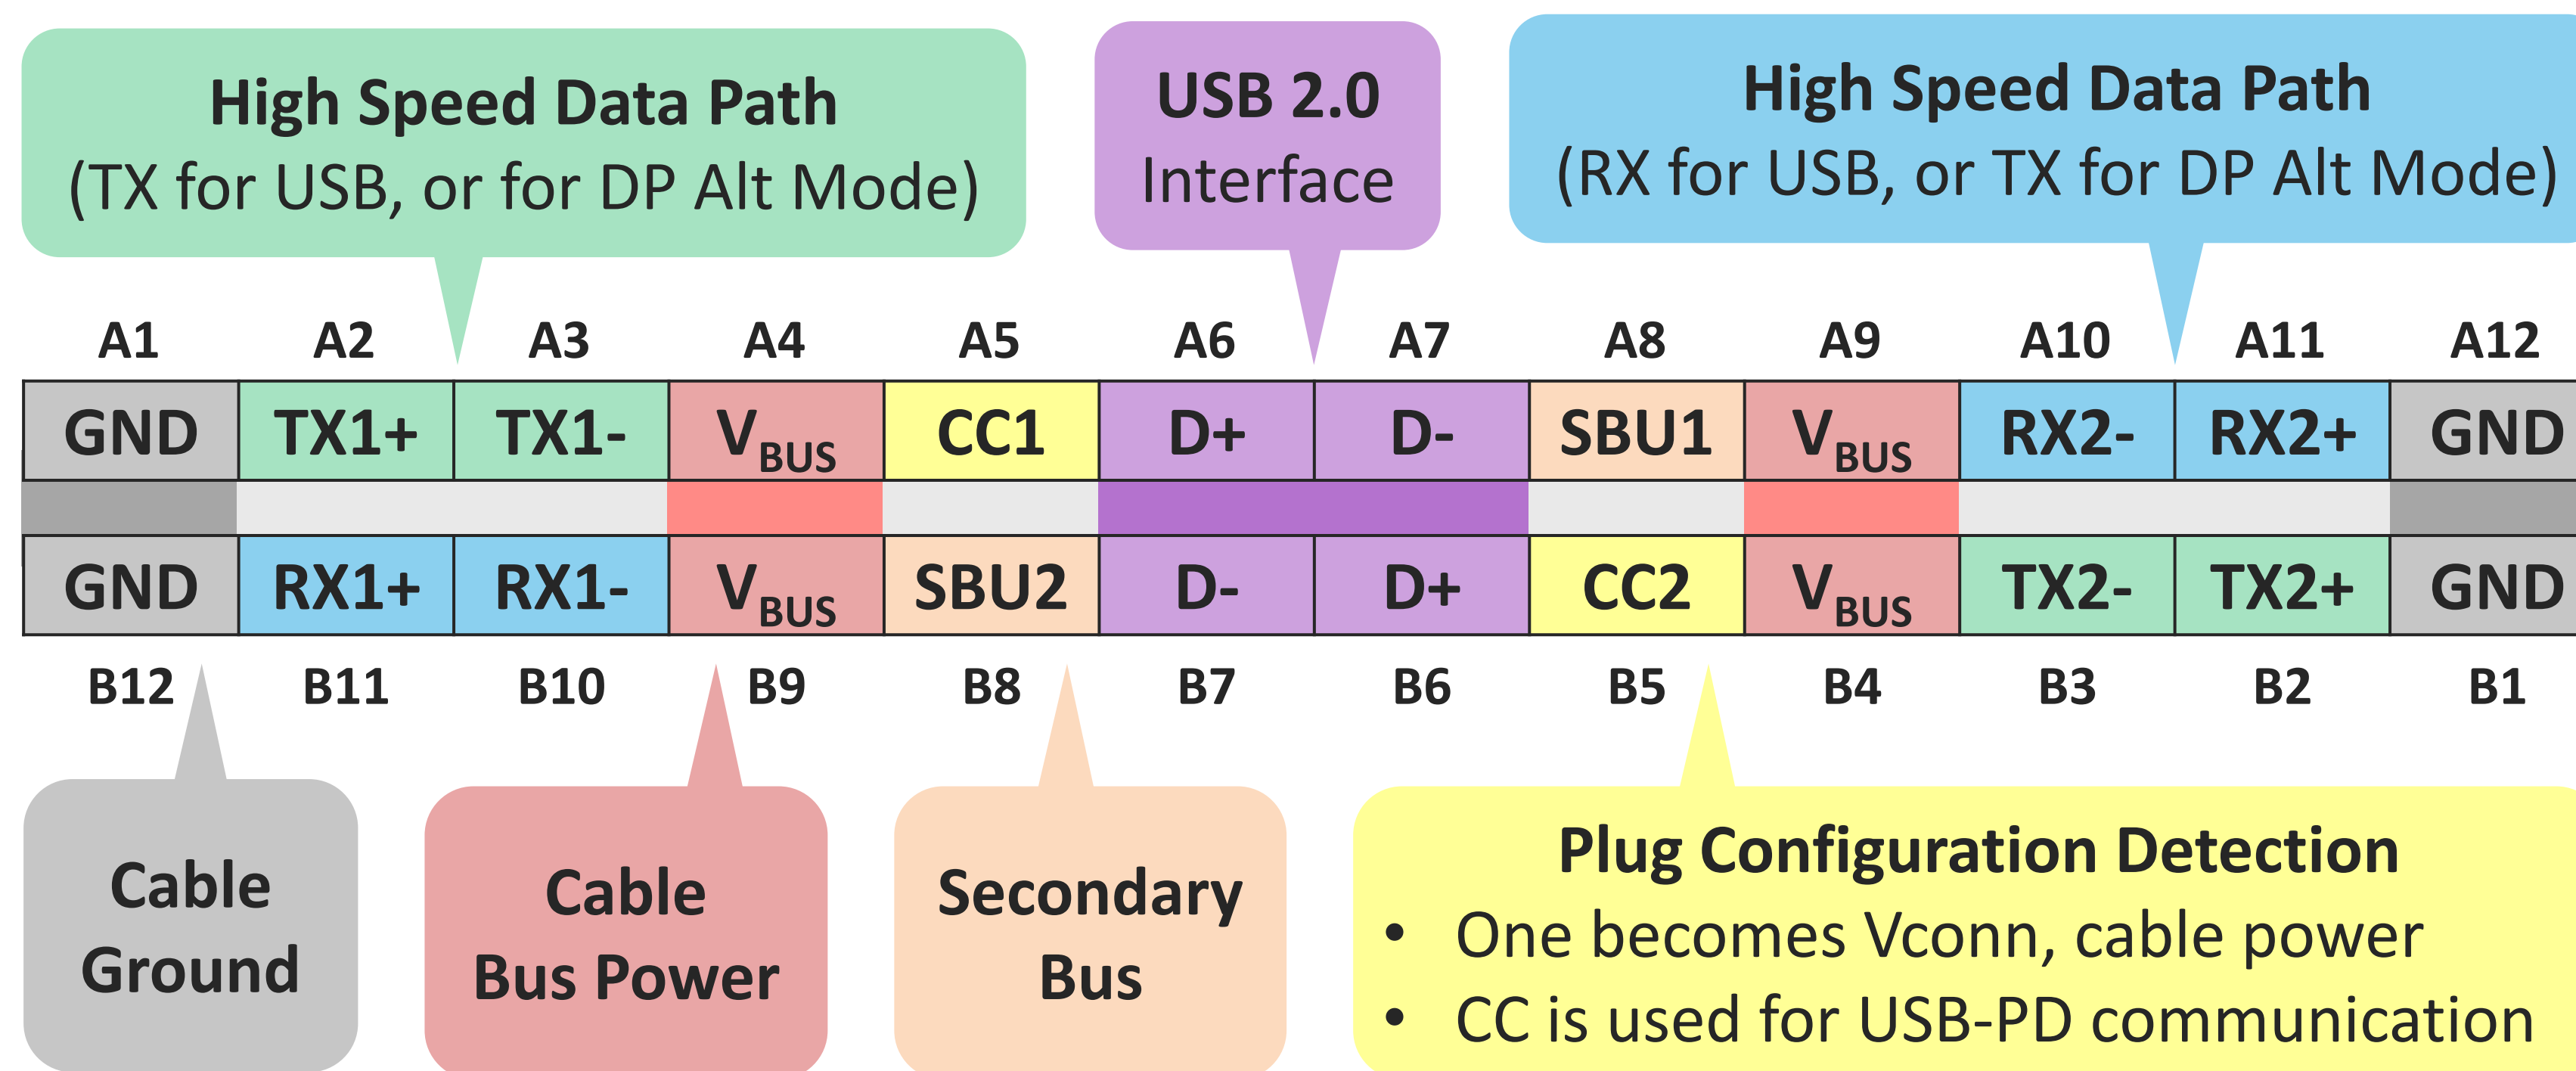 High Speed Data Path
(TX for USB, or for DP Alt Mode)
USB 2.0
Interface
High Speed Data Path
(RX for USB, or TX for DP Alt Mode)
A1 A2 A3 A4 A5 A6 A7 A8 A9 A10 A11 A12
GND TX1+ TX1- VBUS CC1 D+ D- SBU1 VBUS RX2- RX2+ GND
GND RX1+ RX1- VBUS SBU2 D- D+ CC2 VBUS TX2- TX2+ GND
B12 B11 B10 B9 B8 B7 B6 B5 B4 B3 B2 B1
Cable
Ground
Cable
Bus Power
Secondary
Bus
Plug Configuration Detection
• One becomes Vconn, cable power
• CC is used for USB-PD communication